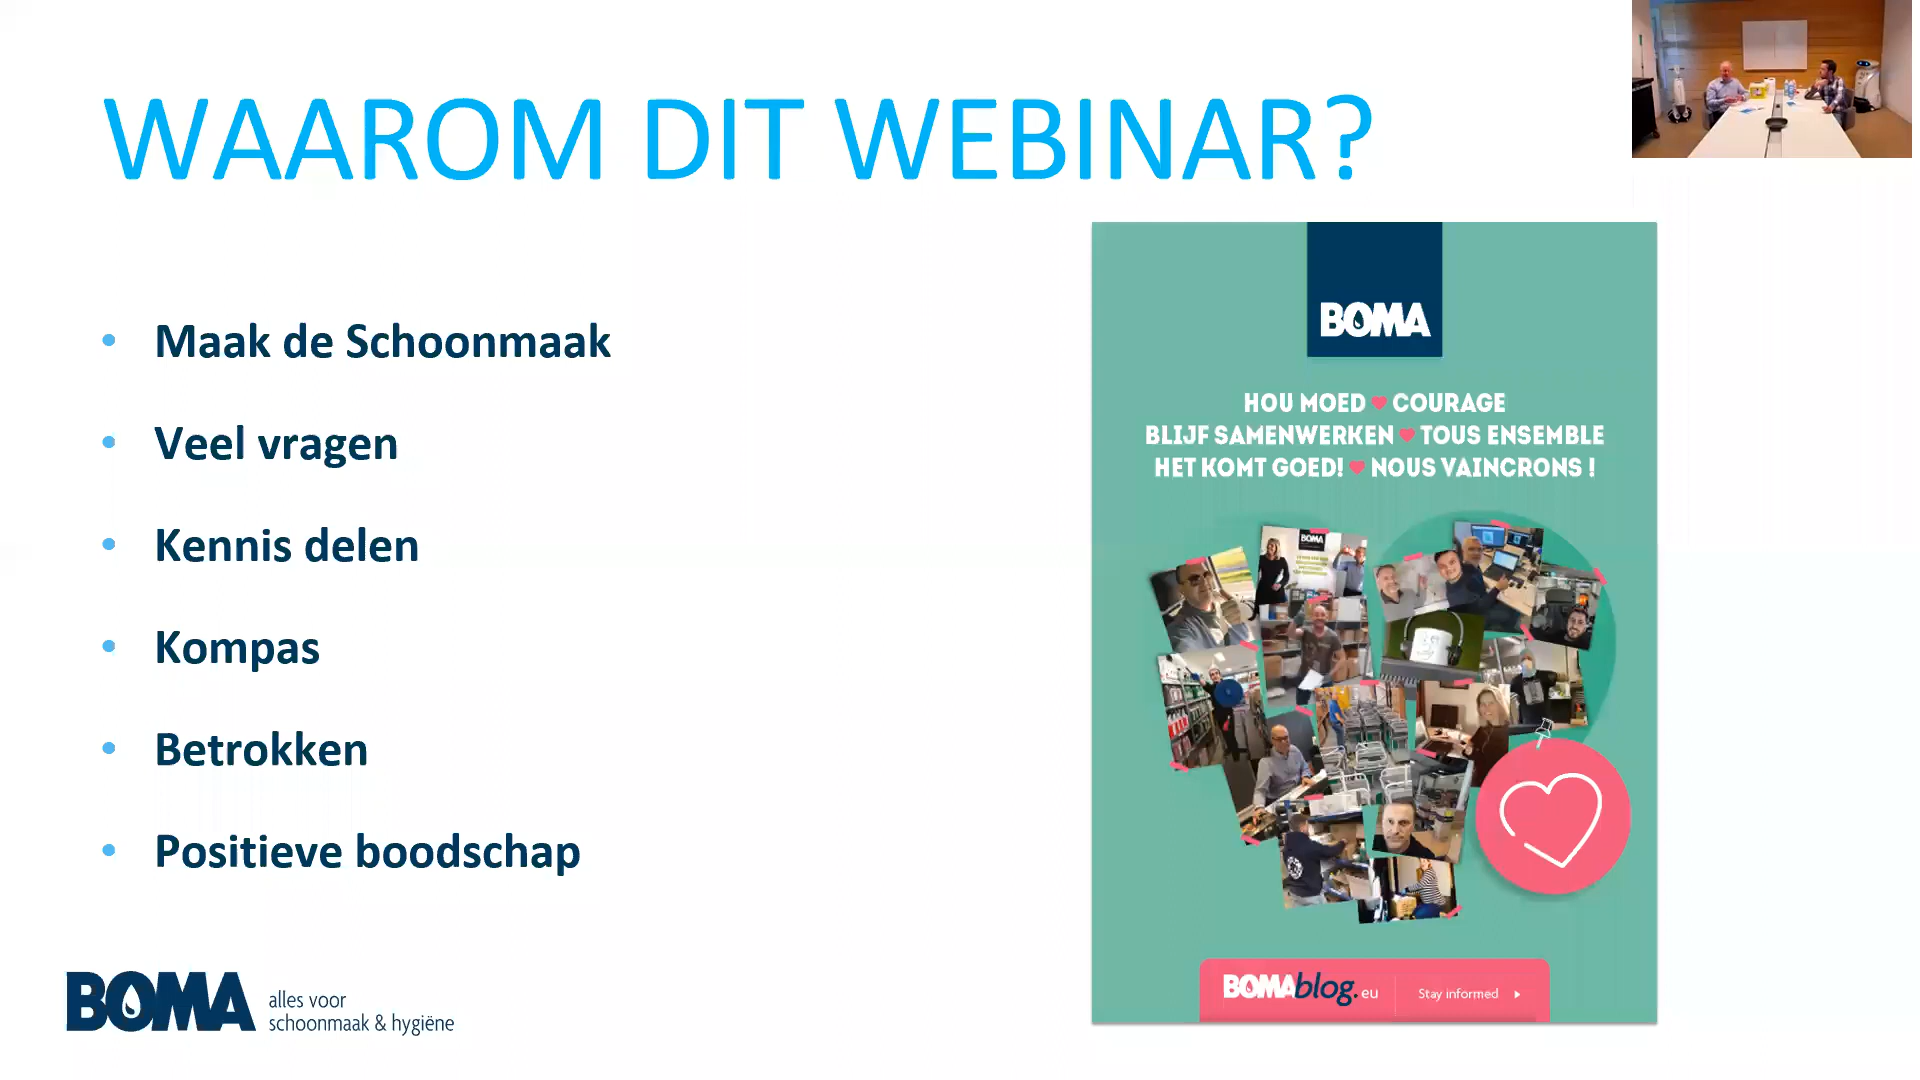 WAAROM DIT WEBINAR?
• Maak de Schoonmaak
• Veel vragen
• Kennis delen
• Kompas
• Betrokken
• Positieve boodschap
BOMA
alles voor
schoonmaak & hygiëne
BOMA
HOU MOED ♥ COURAGE
BLIJF SAMENWERKEN ♥ TOUS ENSEMBLE
HET KOMT GOED! ♥ NOUS VAINCRONS !
BOMA
BOMAblog.eu
Stay informed